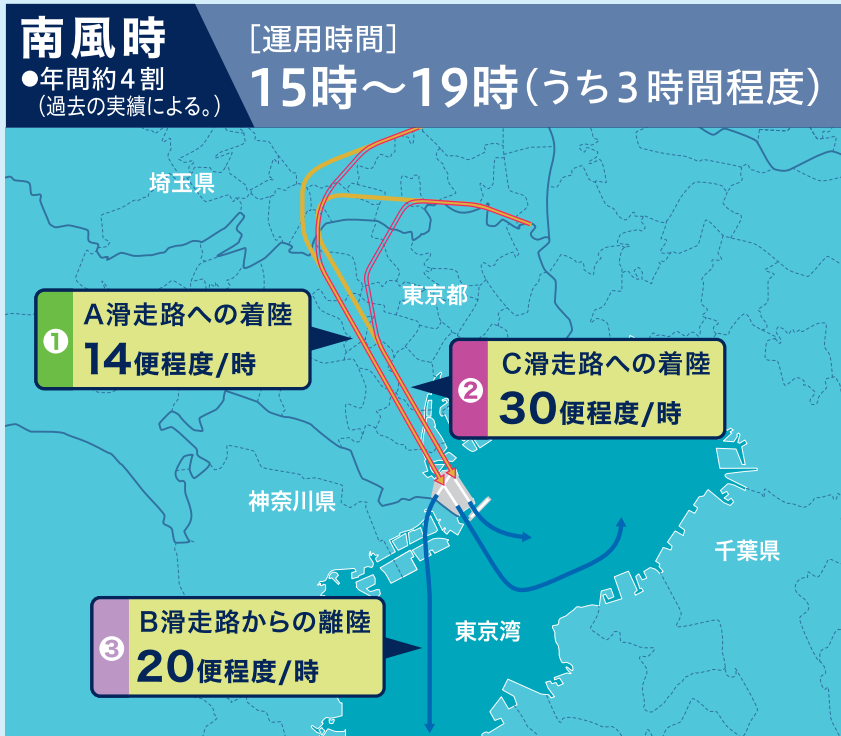 南風時
●年間約4割
(過去の実績による。)
[運用時間]
15時〜19時(うち3時間程度)
埼玉県
東京都
❶
A滑走路への着陸
14便程度/時
❷
C滑走路への着陸
30便程度/時
神奈川県
千葉県
❸
B滑走路からの離陸
20便程度/時
東京湾